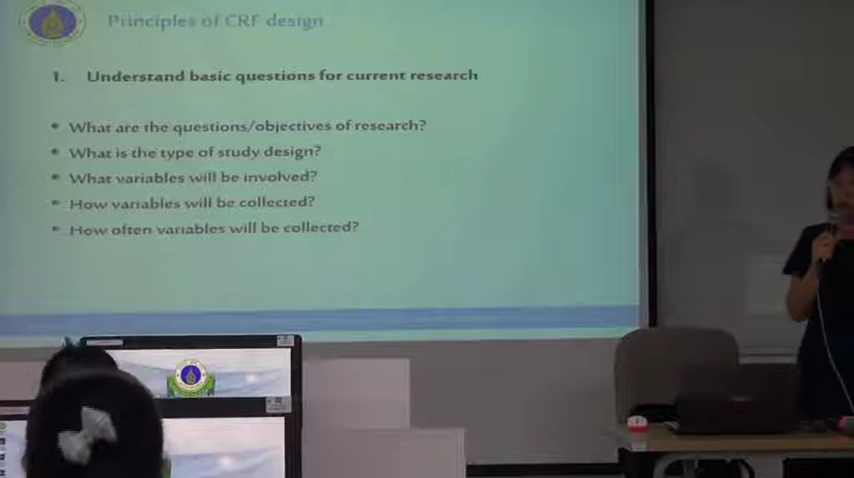 Principles of CRF design
1. Understand basic questions for current research
• What are the questions/objectives of research?
• What is the type of study design?
• What variables will be involved?
• How variables will be collected?
• How often variables will be collected?